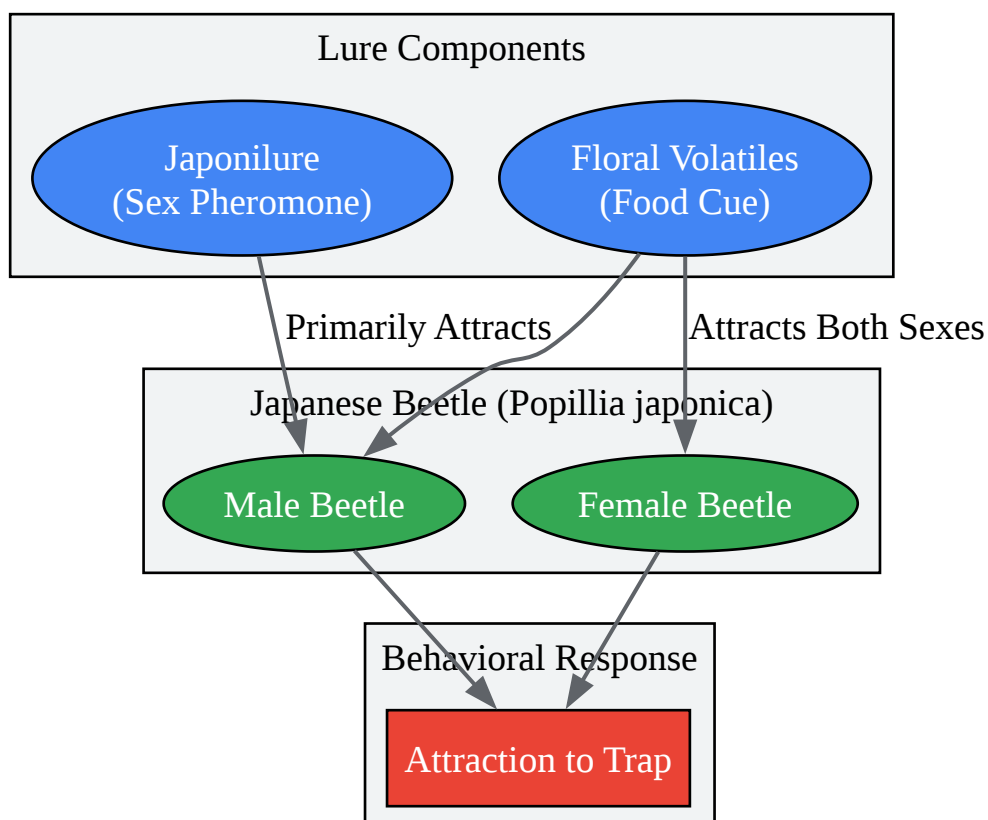 Lure Components
Japonilure
(Sex Pheromone)
Floral Volatiles
(Food Cue)
Primarily Attracts
Attracts Both Sexes
Japanese Beetle (Popillia japonica)
Male Beetle
Female Beetle
Behavioral Response
Attraction to Trap